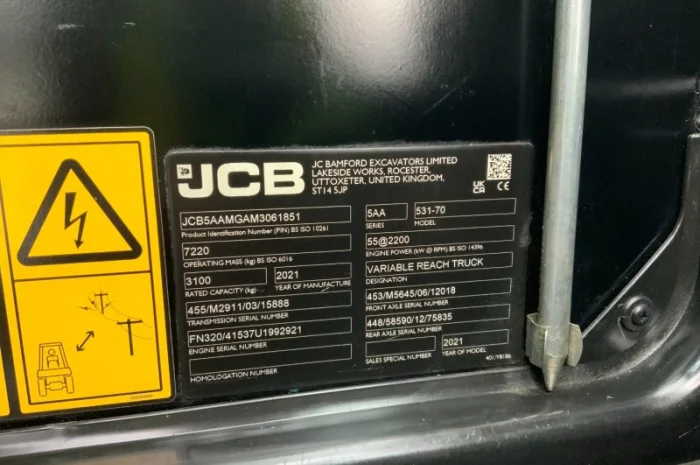 JCB
JC BAMFORD EXCAVATORS LIMITED
LAKESIDE WORKS, ROCESTER,
UTTOXETER, UNITED KINGDOM,
ST14 5JP
UK CA CE
JCB5AAMGAM3061851
Product Identification Number (PIN) BS ISO 10261
7220
OPERATING MASS (kg) BS ISO 6016
3100 2021
RATED CAPACITY (kg) YEAR OF MANUFACTURE
455/M2911/03/15888
TRANSMISSION SERIAL NUMBER
FN320/41537U1992921
ENGINE SERIAL NUMBER
HOMOLOGATION NUMBER
5AA 531-70
SERIES MODEL
55@2200
ENGINE POWER (kW @ RPM) BS ISO 14396
VARIABLE REACH TRUCK
DESIGNATION
453/M5645/06/12018
FRONT AXLE SERIAL NUMBER
448/58590/12/75835
REAR AXLE SERIAL NUMBER
2021
SALES SPECIAL NUMBER YEAR OF MODEL